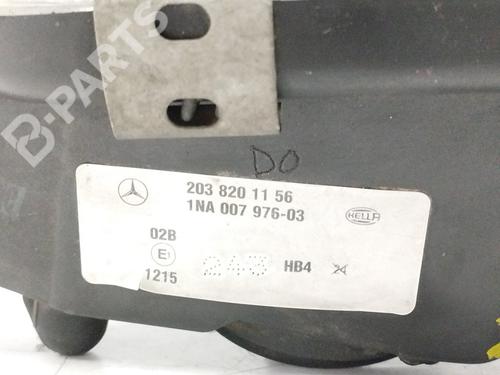 B-PARTS
DO
203 820 11 56
1NA 007 976-03
HELLA
02B
E1
1215
243
HB4